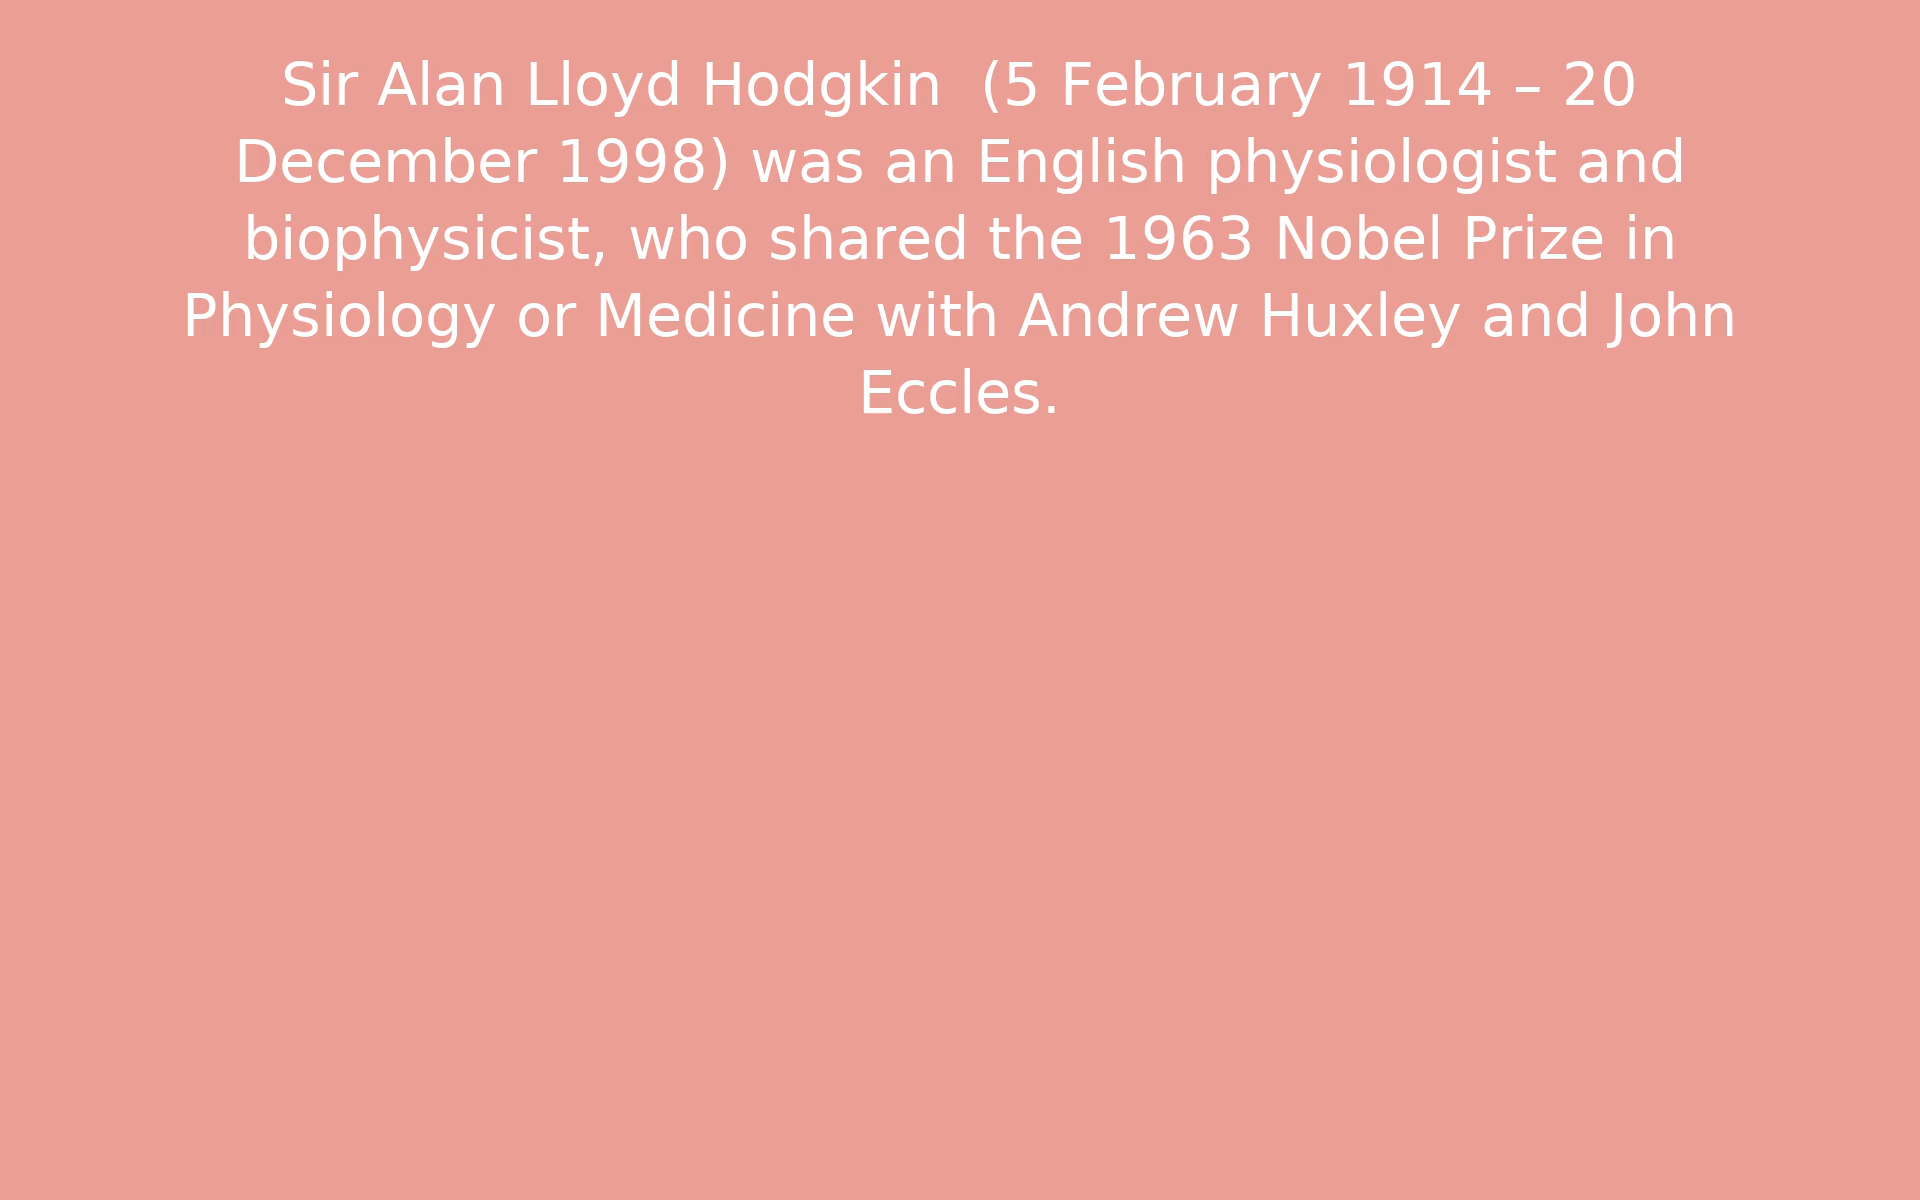 Sir Alan Lloyd Hodgkin  (5 February 1914 – 20
December 1998) was an English physiologist and
biophysicist, who shared the 1963 Nobel Prize in
Physiology or Medicine with Andrew Huxley and John
Eccles.